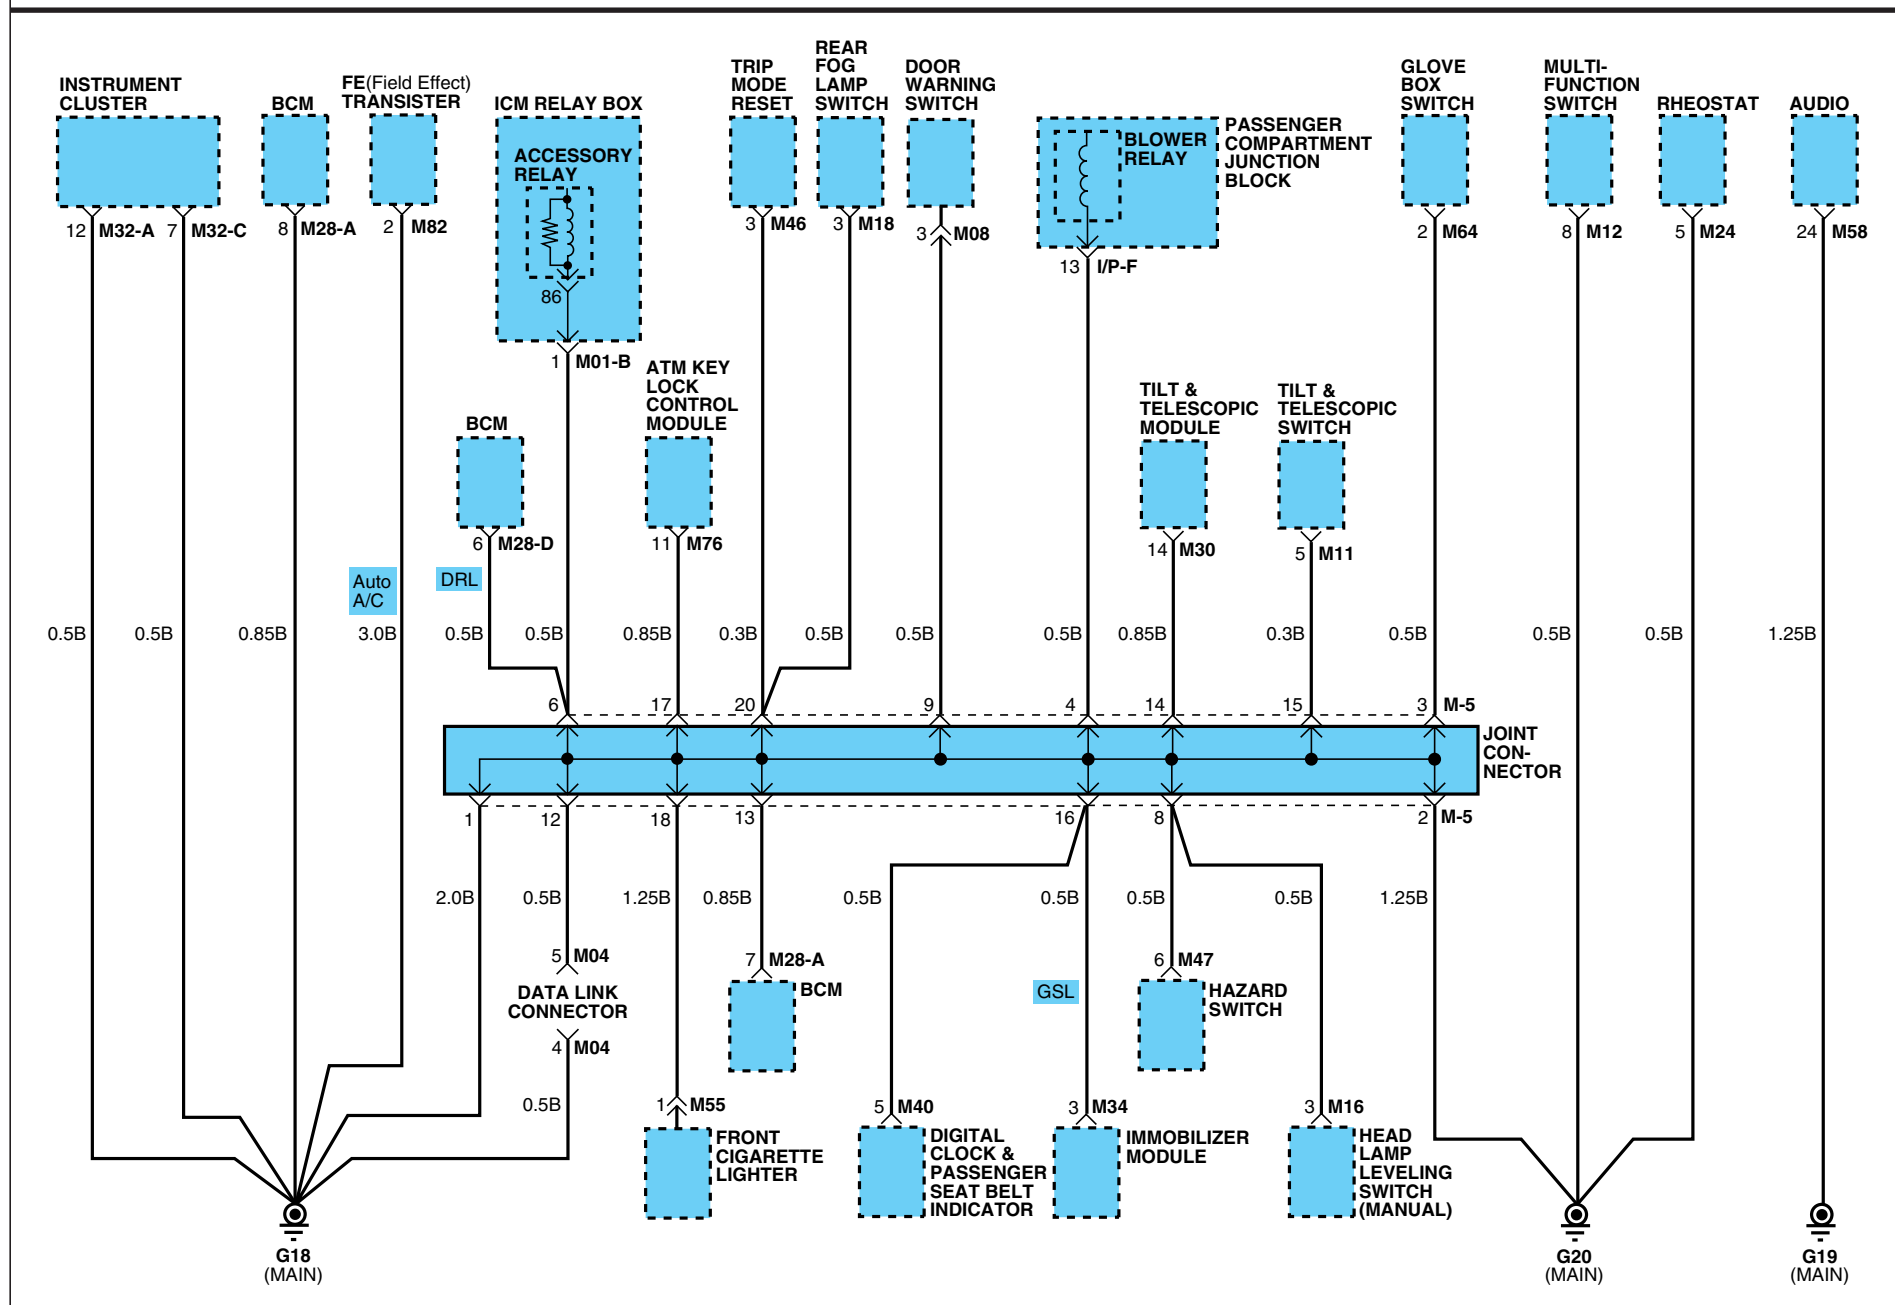 INSTRUMENT
CLUSTER
BCM
FE(Field Effect)
TRANSISTER
ICM RELAY BOX
ACCESSORY
RELAY
TRIP
MODE
RESET
REAR
FOG
LAMP
SWITCH
DOOR
WARNING
SWITCH
BLOWER
RELAY
PASSENGER
COMPARTMENT
JUNCTION
BLOCK
GLOVE
BOX
SWITCH
MULTI-
FUNCTION
SWITCH
RHEOSTAT
AUDIO
12 M32-A
7 M32-C
8 M28-A
2 M82
86
1 M01-B
3 M46
3 M18
3 M08
13 I/P-F
2 M64
8 M12
5 M24
24 M58
BCM
6 M28-D
ATM KEY
LOCK
CONTROL
MODULE
11 M76
TILT &
TELESCOPIC
MODULE
14 M30
TILT &
TELESCOPIC
SWITCH
5 M11
Auto
A/C
DRL
0.5B
0.5B
0.85B
3.0B
0.5B
0.5B
0.85B
0.3B
0.5B
0.5B
0.5B
0.85B
0.3B
0.5B
0.5B
0.5B
1.25B
6
17
20
9
4
14
15
3 M-5
JOINT
CON-
NECTOR
1
12
18
13
16
8
2 M-5
2.0B
0.5B
1.25B
0.85B
0.5B
0.5B
0.5B
0.5B
1.25B
5 M04
DATA LINK
CONNECTOR
4 M04
0.5B
7 M28-A
BCM
GSL
6 M47
HAZARD
SWITCH
1 M55
FRONT
CIGARETTE
LIGHTER
5 M40
DIGITAL
CLOCK &
PASSENGER
SEAT BELT
INDICATOR
3 M34
IMMOBILIZER
MODULE
3 M16
HEAD
LAMP
LEVELING
SWITCH
(MANUAL)
G18
(MAIN)
G20
(MAIN)
G19
(MAIN)